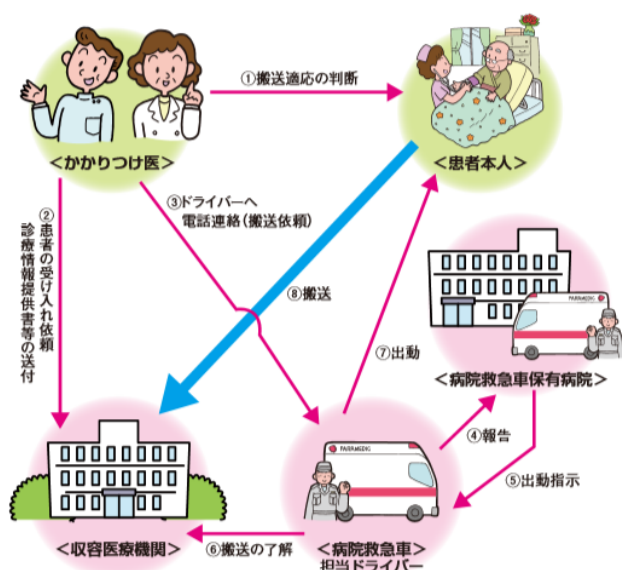 ①搬送適応の判断
<かかりつけ医>
<患者本人>
②患者の受け入れ依頼
診療情報提供書等の送付
③ドライバーへ
電話連絡（搬送依頼）
⑧搬送
PARAMEDIC
⑦出動
<病院救急車保有病院>
④報告
⑤出動指示
PARAMEDIC
<収容医療機関>
⑥搬送の了解
<病院救急車>
担当ドライバー